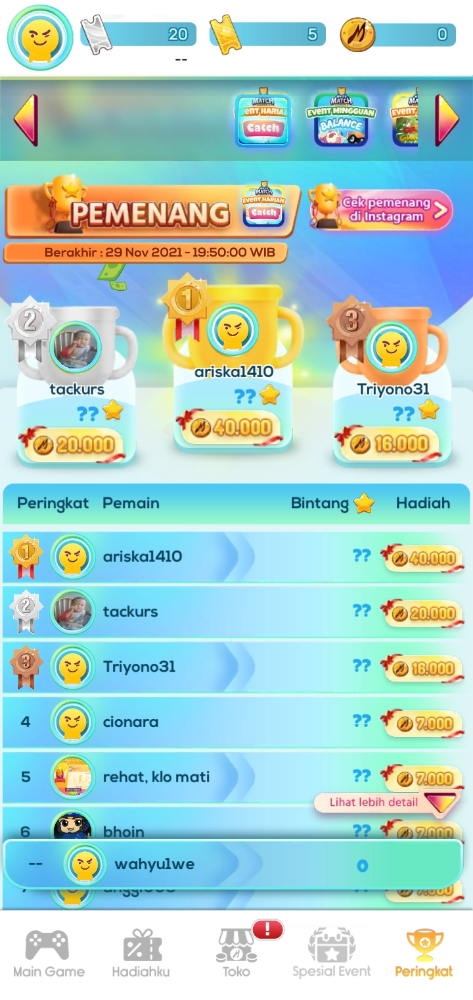 20
5
0
--
MATCH
EVENT HARIAN
Catch
MATCH
EVENT MINGGUAN
BALANCE
PEMENANG
MATCH
EVENT HARIAN
Catch
Cek pemenang
di Instagram
Berakhir : 29 Nov 2021 - 19:50:00 WIB
2
1
3
tackurs
ariska1410
Triyono31
??
??
??
20.000
40.000
16.000
Peringkat Pemain Bintang Hadiah
1 ariska1410 ?? 40.000
2 tackurs ?? 20.000
3 Triyono31 ?? 16.000
4 cionara ?? 7.000
5 rehat, klo mati ?? 7.000
Lihat lebih detail
6 bhoin ?? 7.000
-- wahyu1we 0
7.000
!
Main Game Hadiahku Toko Spesial Event Peringkat